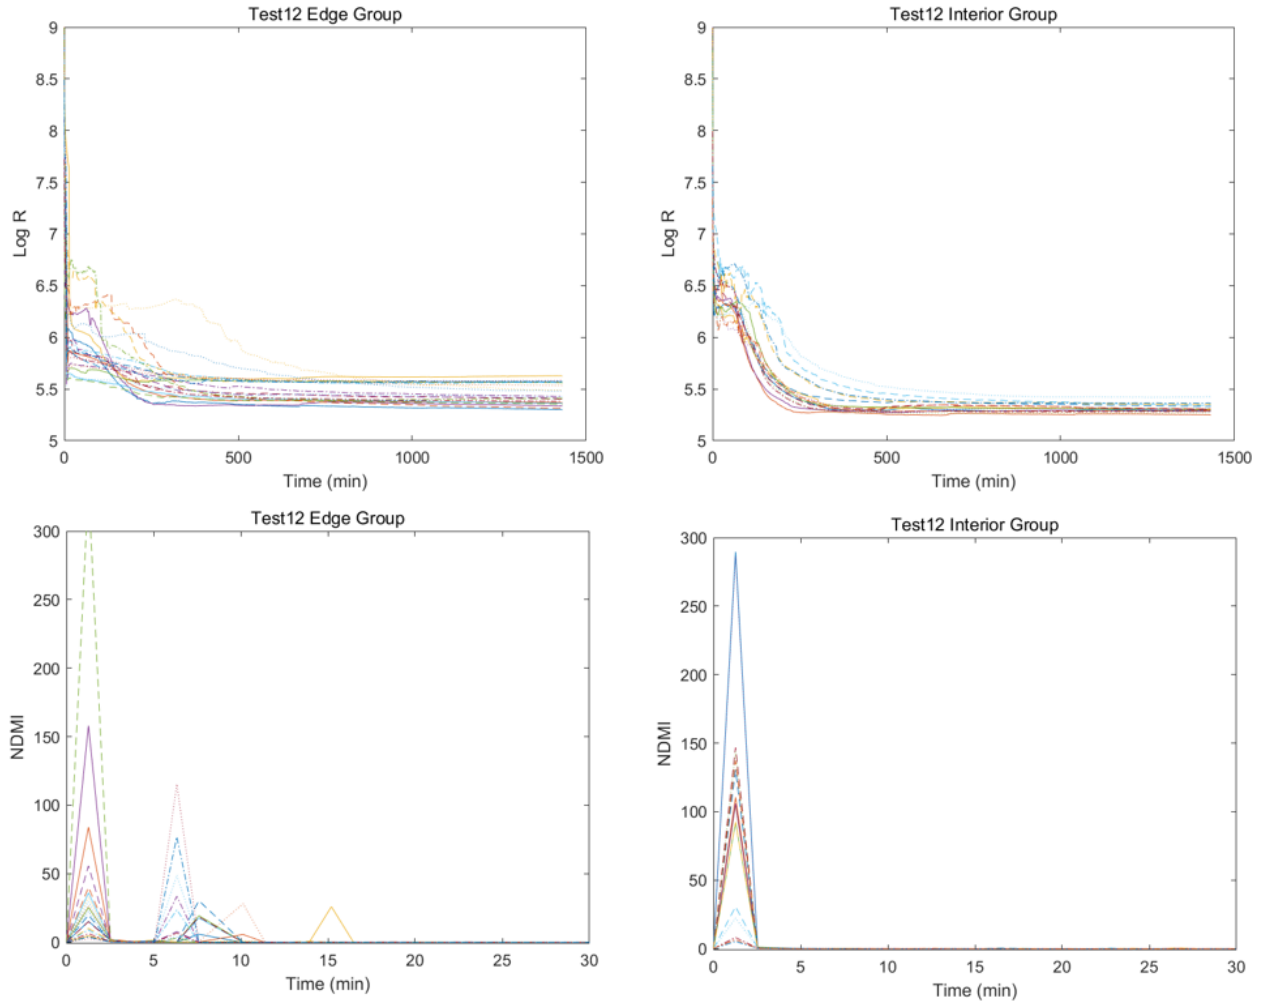 Test12 Edge Group
9
8.5
8
7.5
7
6.5
6
5.5
5
Log R
0 500 1000 1500
Time (min)
Test12 Interior Group
9
8.5
8
7.5
7
6.5
6
5.5
5
Log R
0 500 1000 1500
Time (min)
Test12 Edge Group
300
250
200
150
100
50
0
NDMI
0 5 10 15 20 25 30
Time (min)
Test12 Interior Group
300
250
200
150
100
50
0
NDMI
0 5 10 15 20 25 30
Time (min)